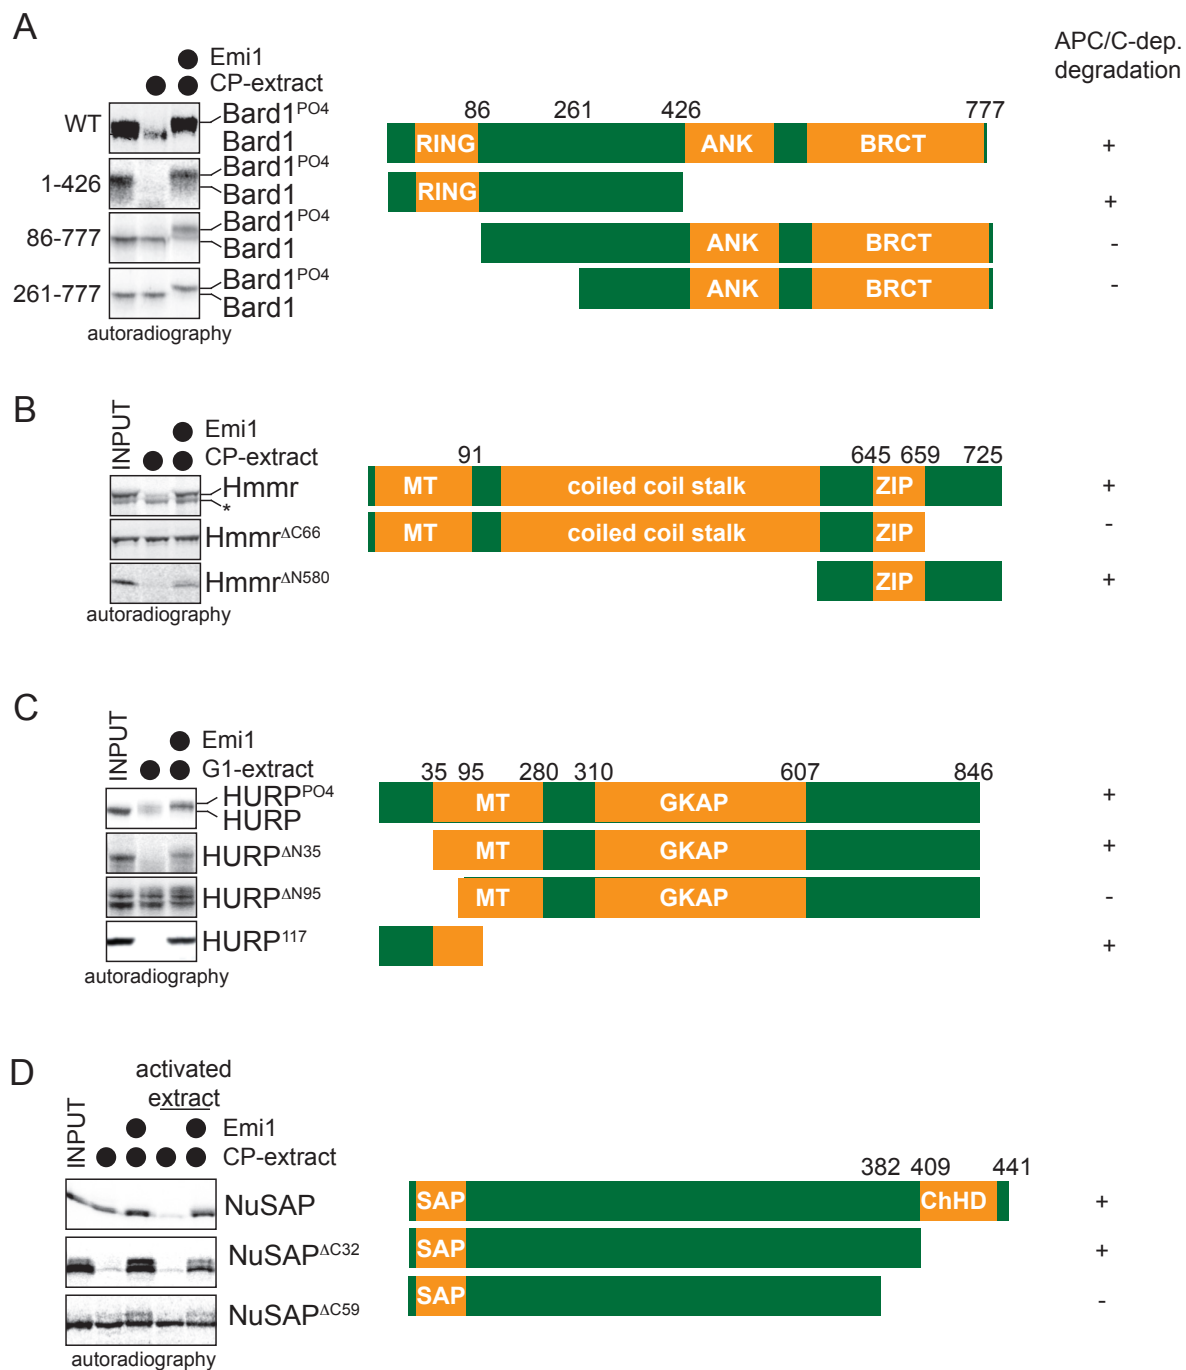 A
Emi1
CP-extract
APC/C-dep.
degradation
WT
Bard1PO4
Bard1
1-426
Bard1PO4
Bard1
86-777
Bard1PO4
Bard1
261-777
Bard1PO4
Bard1
autoradiography
86 261 426 777
RING ANK BRCT +
RING +
ANK BRCT -
ANK BRCT -
B
INPUT
Emi1
CP-extract
Hmmr
*
HmmrΔC66
HmmrΔN580
autoradiography
91 645 659 725
MT coiled coil stalk ZIP +
MT coiled coil stalk ZIP -
ZIP +
C
INPUT
Emi1
G1-extract
HURPPO4
HURP
HURPΔN35
HURPΔN95
HURP117
autoradiography
35 95 280 310 607 846
MT GKAP +
MT GKAP +
MT GKAP -
+
D
activated
extract
INPUT
Emi1
CP-extract
NuSAP
NuSAPΔC32
NuSAPΔC59
autoradiography
382 409 441
SAP ChHD +
SAP +
SAP -